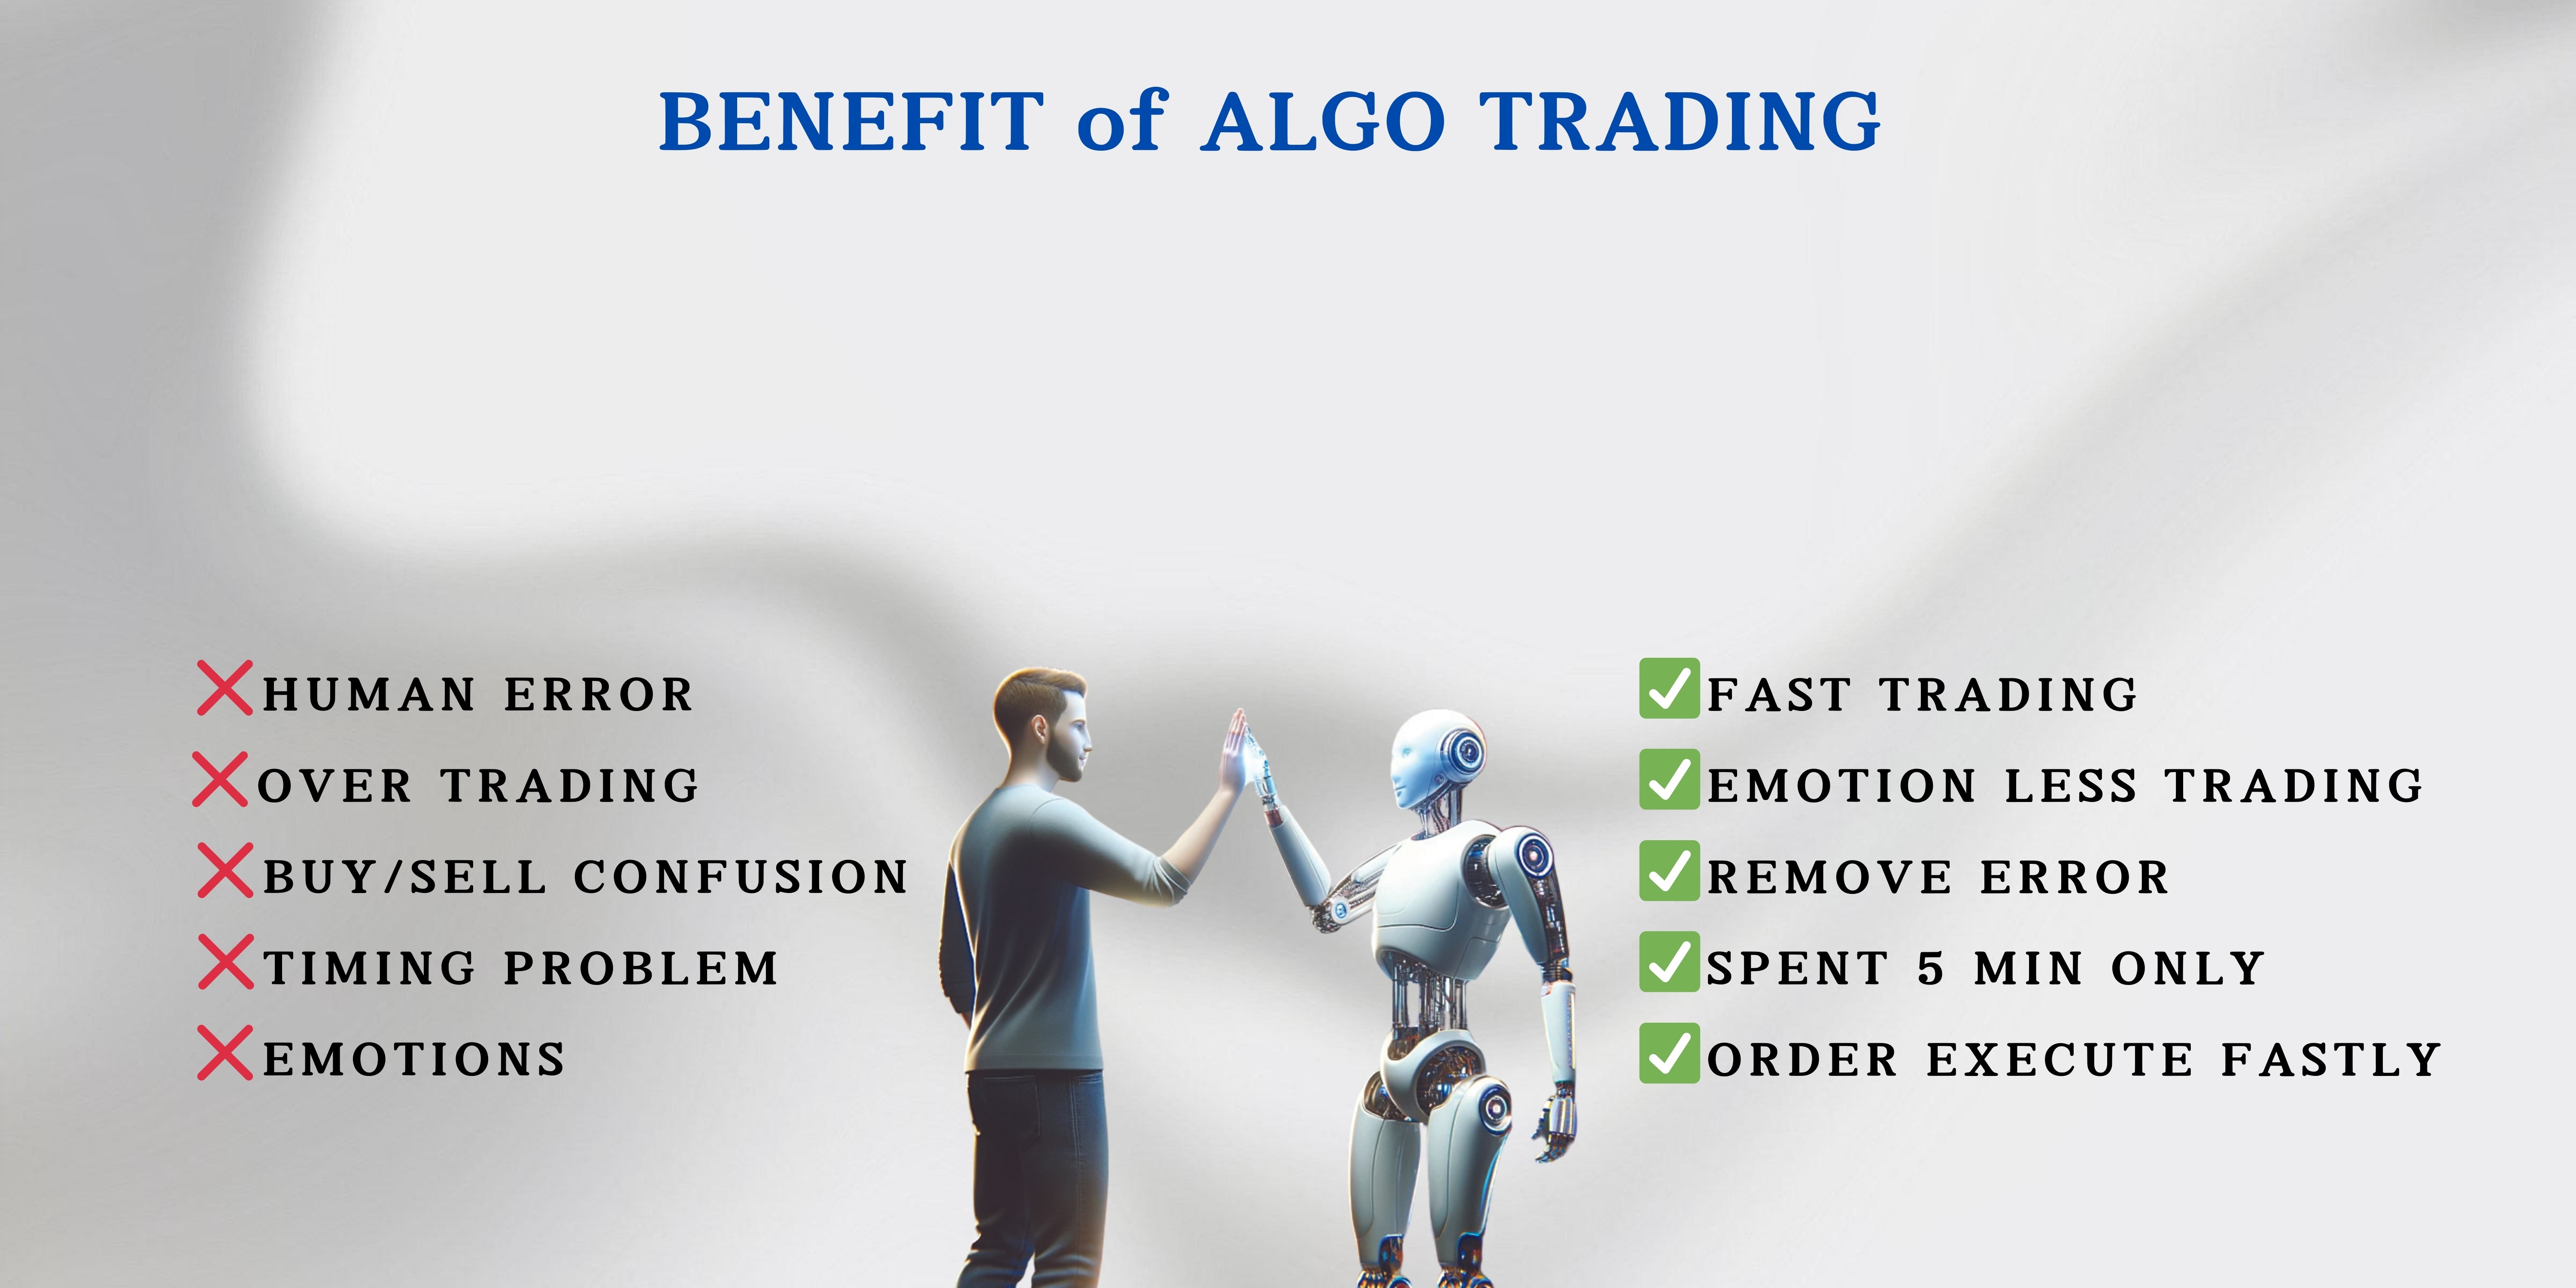 BENEFIT of ALGO TRADING
❌HUMAN ERROR
❌OVER TRADING
❌BUY/SELL CONFUSION
❌TIMING PROBLEM
❌EMOTIONS
✅FAST TRADING
✅EMOTION LESS TRADING
✅REMOVE ERROR
✅SPENT 5 MIN ONLY
✅ORDER EXECUTE FASTLY